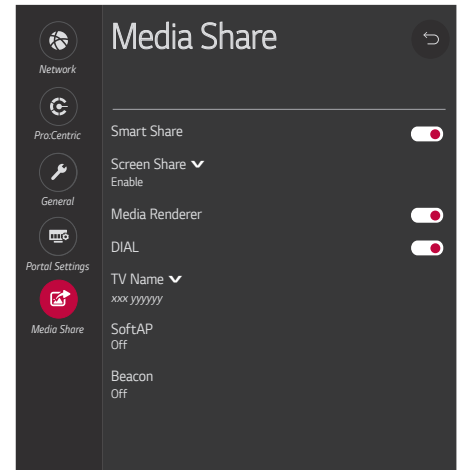 Media Share
Network
Pro:Centric
General
Portal Settings
Media Share
Smart Share
Screen Share
Enable
Media Renderer
DIAL
TV Name
xxx yyyyyy
SoftAP
Off
Beacon
Off